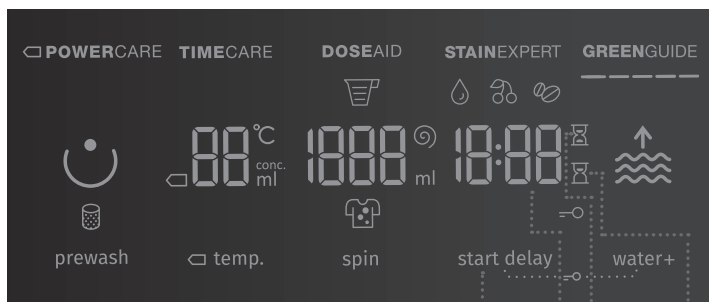 POWERCARE TIMECARE DOSEAID STAINEXPERT GREENGUIDE
88 °C 1888 18:88
conc.
ml ml
prewash temp. spin start delay water+